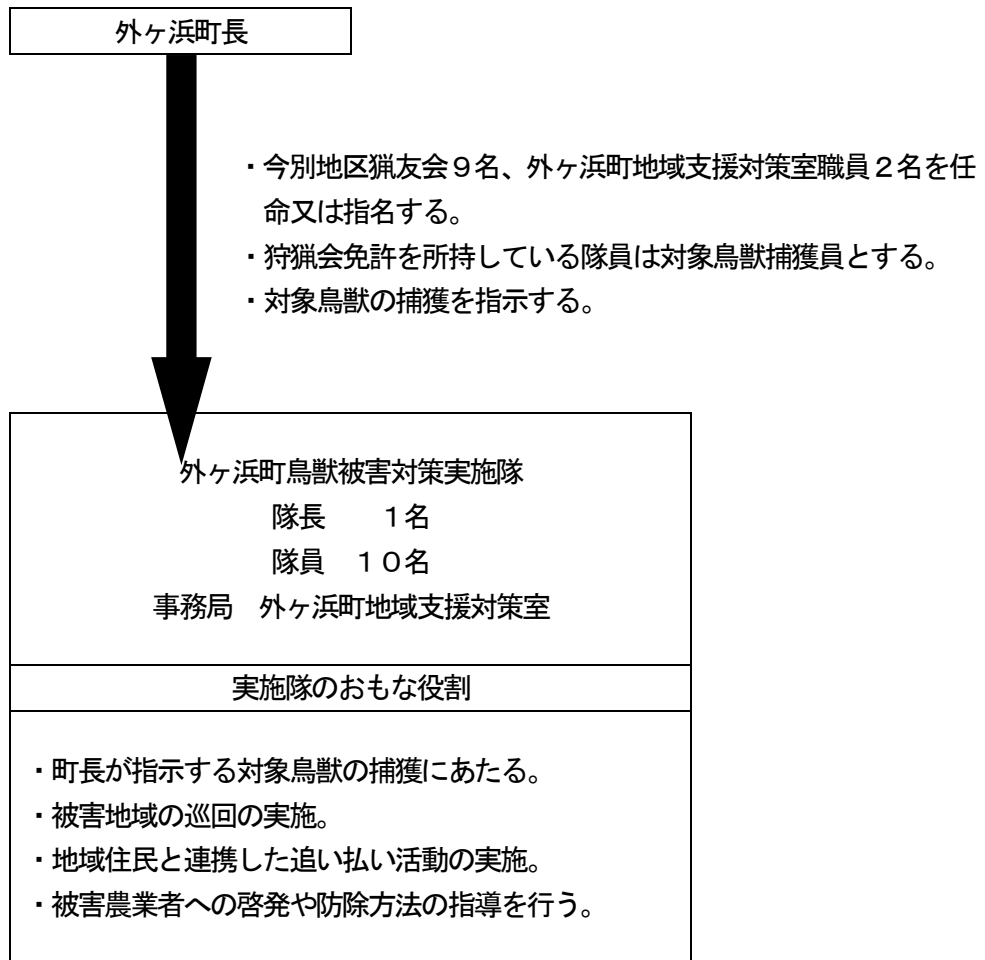 外ヶ浜町長
・今別地区猟友会９名、外ヶ浜町地域支援対策室職員２名を任
命又は指名する。
・狩猟会免許を所持している隊員は対象鳥獣捕獲員とする。
・対象鳥獣の捕獲を指示する。
外ヶ浜町鳥獣被害対策実施隊
隊長　　１名
隊員　１０名
事務局　外ヶ浜町地域支援対策室
実施隊のおもな役割
・町長が指示する対象鳥獣の捕獲にあたる。
・被害地域の巡回の実施。
・地域住民と連携した追い払い活動の実施。
・被害農業者への啓発や防除方法の指導を行う。